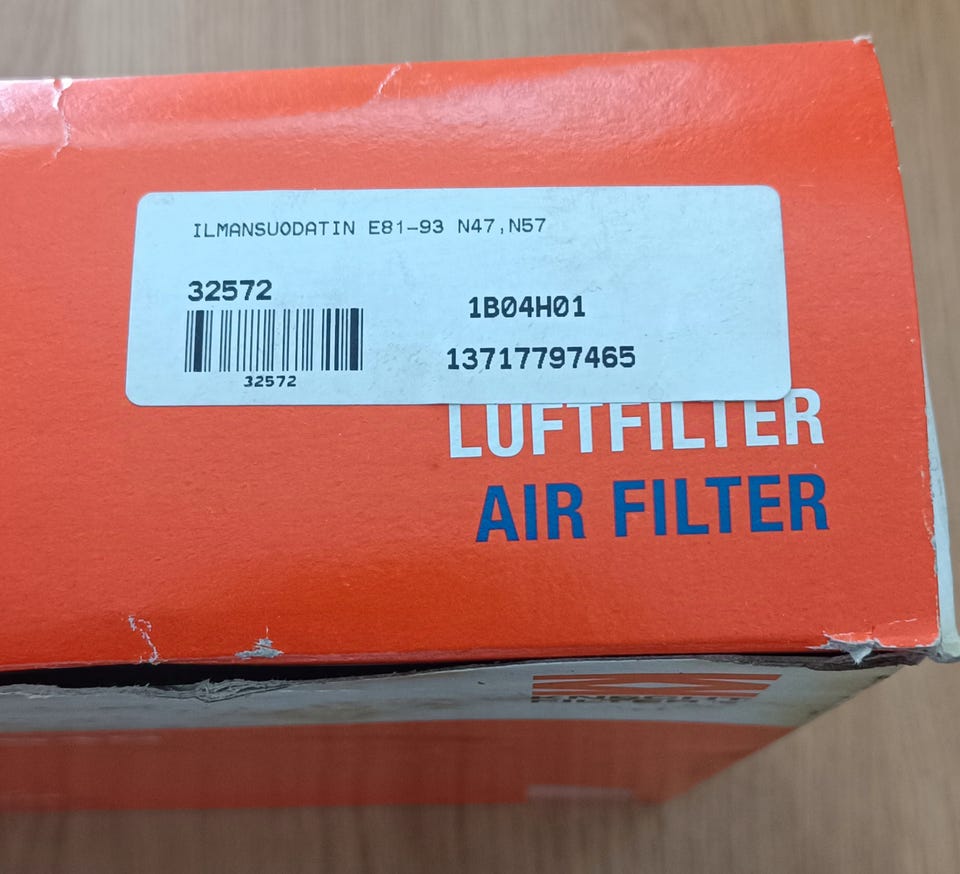 ILMANSUODATIN E81-93 N47,N57
32572
1B04H01
32572
13717797465
LUFTFILTER
AIR FILTER